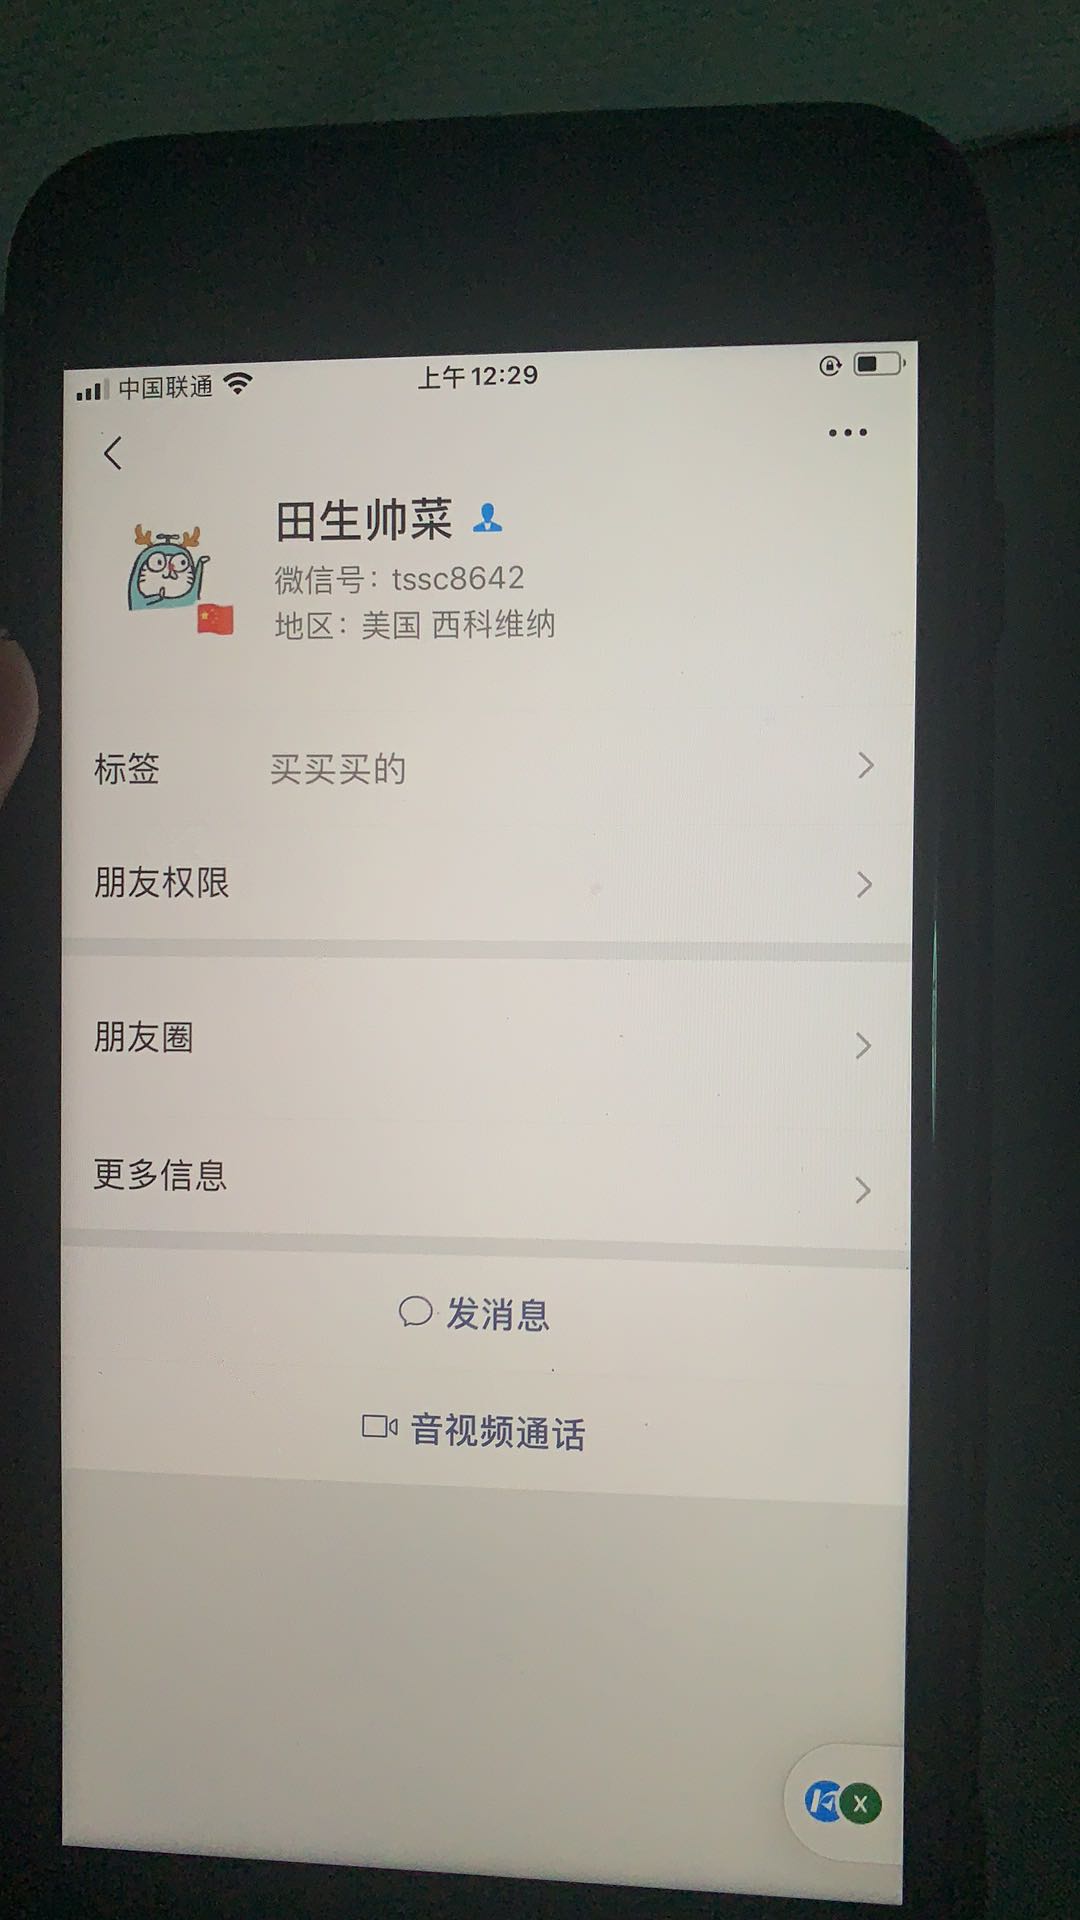 中国联通
上午12:29
田生帅菜
微信号：tssc8642
地区：美国 西科维纳
标签 买买买的
朋友权限
朋友圈
更多信息
发消息
音视频通话
X